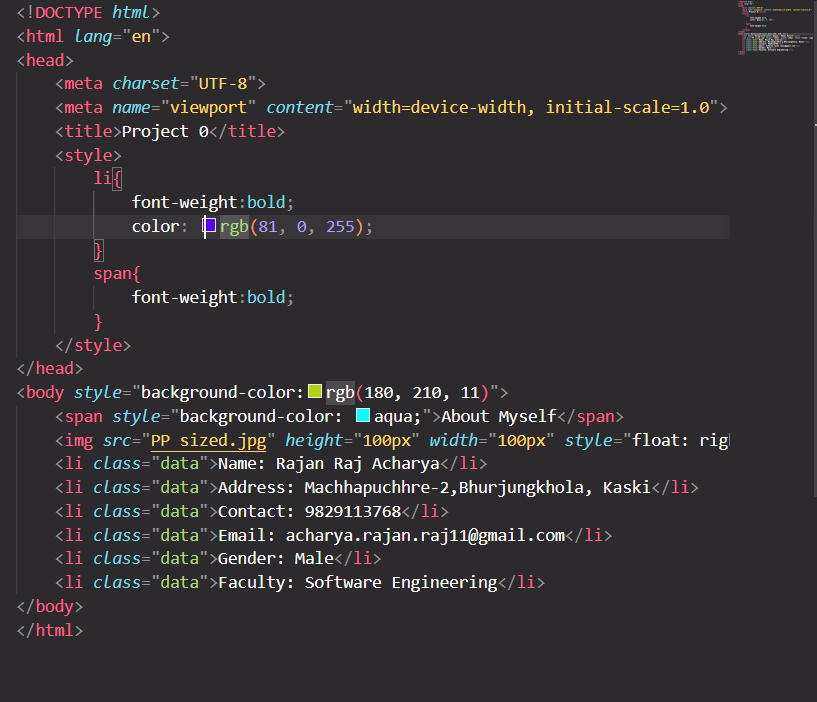 <!DOCTYPE html>
<html lang="en">
<head>
    <meta charset="UTF-8">
    <meta name="viewport" content="width=device-width, initial-scale=1.0">
    <title>Project 0</title>
    <style>
        li{
            font-weight:bold;
            color: rgb(81, 0, 255);
        }
        span{
            font-weight:bold;
        }
    </style>
</head>
<body style="background-color:rgb(180, 210, 11)">
    <span style="background-color: aqua;">About Myself</span>
    <img src="PP sized.jpg" height="100px" width="100px" style="float: rig
    <li class="data">Name: Rajan Raj Acharya</li>
    <li class="data">Address: Machhapuchhre-2,Bhurjungkhola, Kaski</li>
    <li class="data">Contact: 9829113768</li>
    <li class="data">Email: acharya.rajan.raj11@gmail.com</li>
    <li class="data">Gender: Male</li>
    <li class="data">Faculty: Software Engineering</li>
</body>
</html>